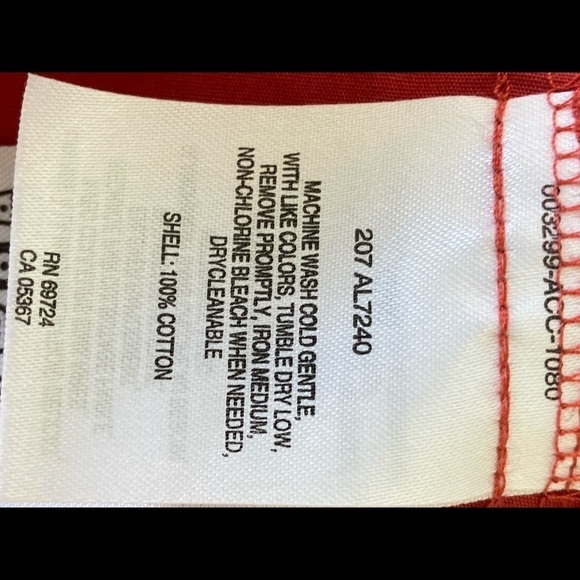 003299-ACC-1080
207 AL7240
MACHINE WASH COLD GENTLE,
WITH LIKE COLORS, TUMBLE DRY LOW,
REMOVE PROMPTLY, IRON MEDIUM,
NON-CHLORINE BLEACH WHEN NEEDED,
DRYCLEANABLE
SHELL: 100% COTTON
RN 69724
CA 05367